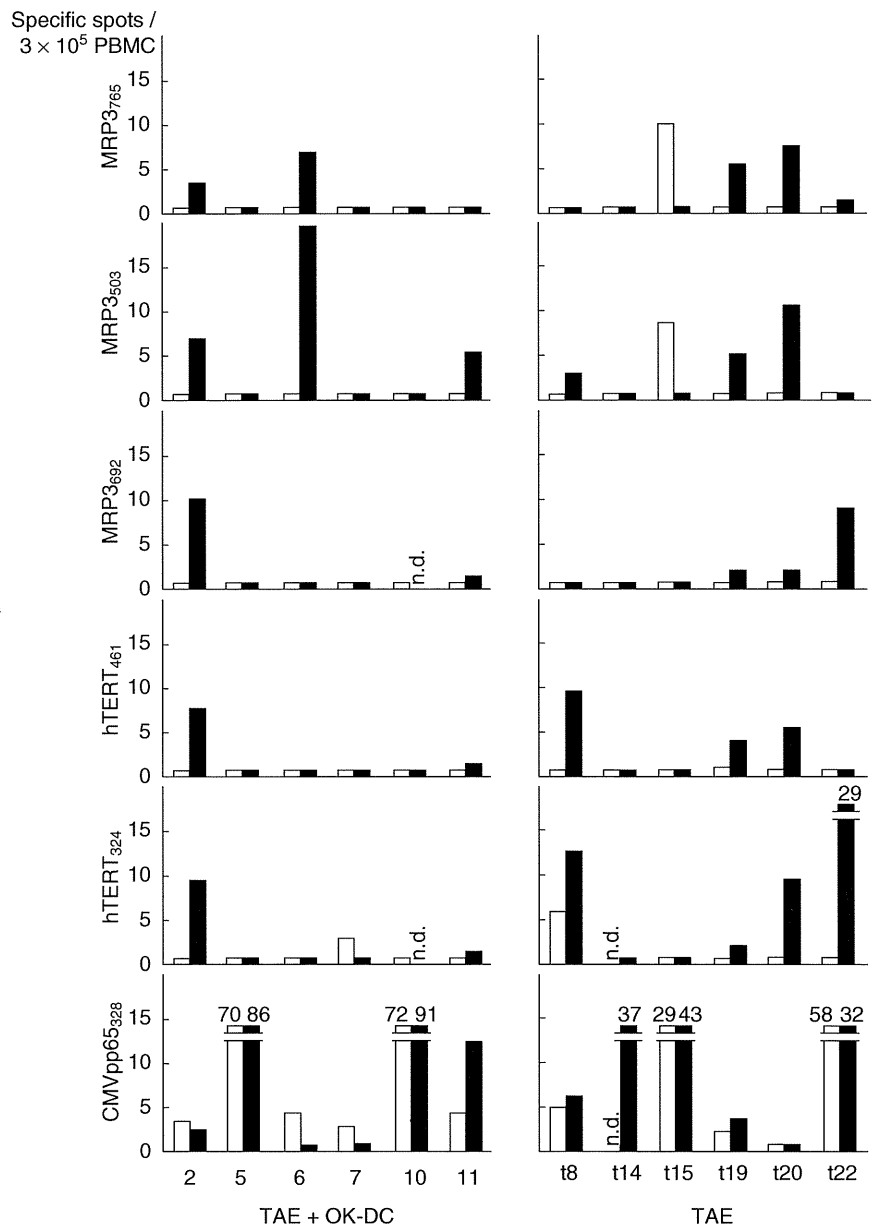 Specific spots /
3 × 10⁵ PBMC
MRP3₇₆₅
15
10
5
0
MRP3₅₀₃
15
10
5
0
MRP3₆₉₂
15
10
5
0
n.d.
hTERT₄₆₁
15
10
5
0
hTERT₃₂₄
15
10
5
0
n.d.
n.d.
29
CMVpp65₃₂₈
15
10
5
0
70 86
72 91
n.d.
37
29 43
58 32
2 5 6 7 10 11
t8 t14 t15 t19 t20 t22
TAE + OK-DC
TAE